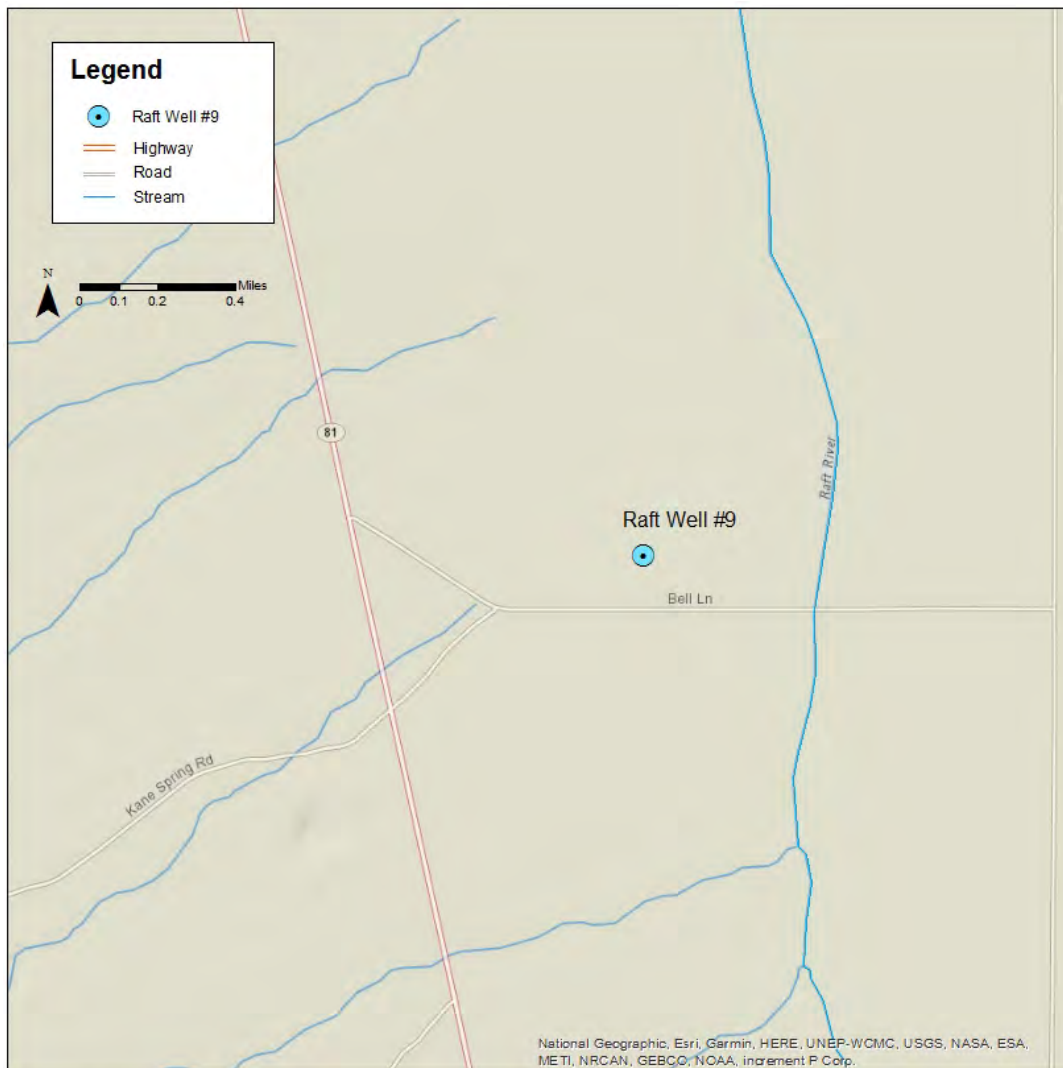 Legend
Raft Well #9
Highway
Road
Stream
N
Miles
0 0.1 0.2 0.4
81
Raft River
Raft Well #9
Bell Ln
Kane Spring Rd
National Geographic, Esri, Garmin, HERE, UNEP-WCMC, USGS, NASA, ESA,
METI, NRCAN, GEBCO, NOAA, increment P Corp.